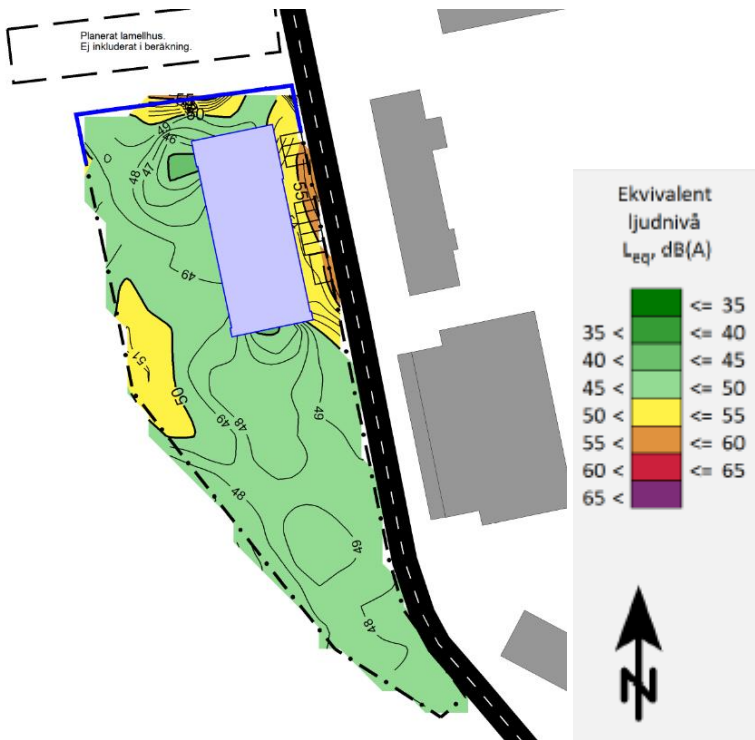 Planerat lamellhus.
Ej inkluderat i beräkning.
49
46
47
48
55
49
51
50
49
48
49
48
49
48
Ekvivalent
ljudnivå
Leq, dB(A)
<= 35
35 < <= 40
40 < <= 45
45 < <= 50
50 < <= 55
55 < <= 60
60 < <= 65
65 <
N